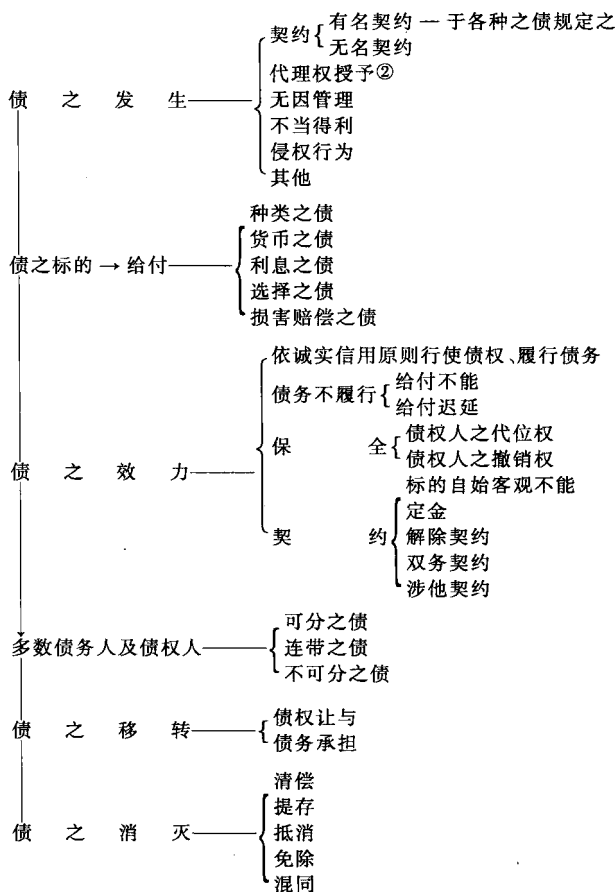 契约
有名契约 — 于各种之债规定之
无名契约
代理权授予②
债之发生
无因管理
不当得利
侵权行为
其他
种类之债
货币之债
债之标的 → 给付
利息之债
选择之债
损害赔偿之债
依诚实信用原则行使债权、履行债务
债务不履行
给付不能
给付迟延
保全
债权人之代位权
债权人之撤销权
债之效力
标的自始客观不能
契约
定金
解除契约
双务契约
涉他契约
多数债务人及债权人
可分之债
连带之债
不可分之债
债之移转
债权让与
债务承担
债之消灭
清偿
提存
抵消
免除
混同